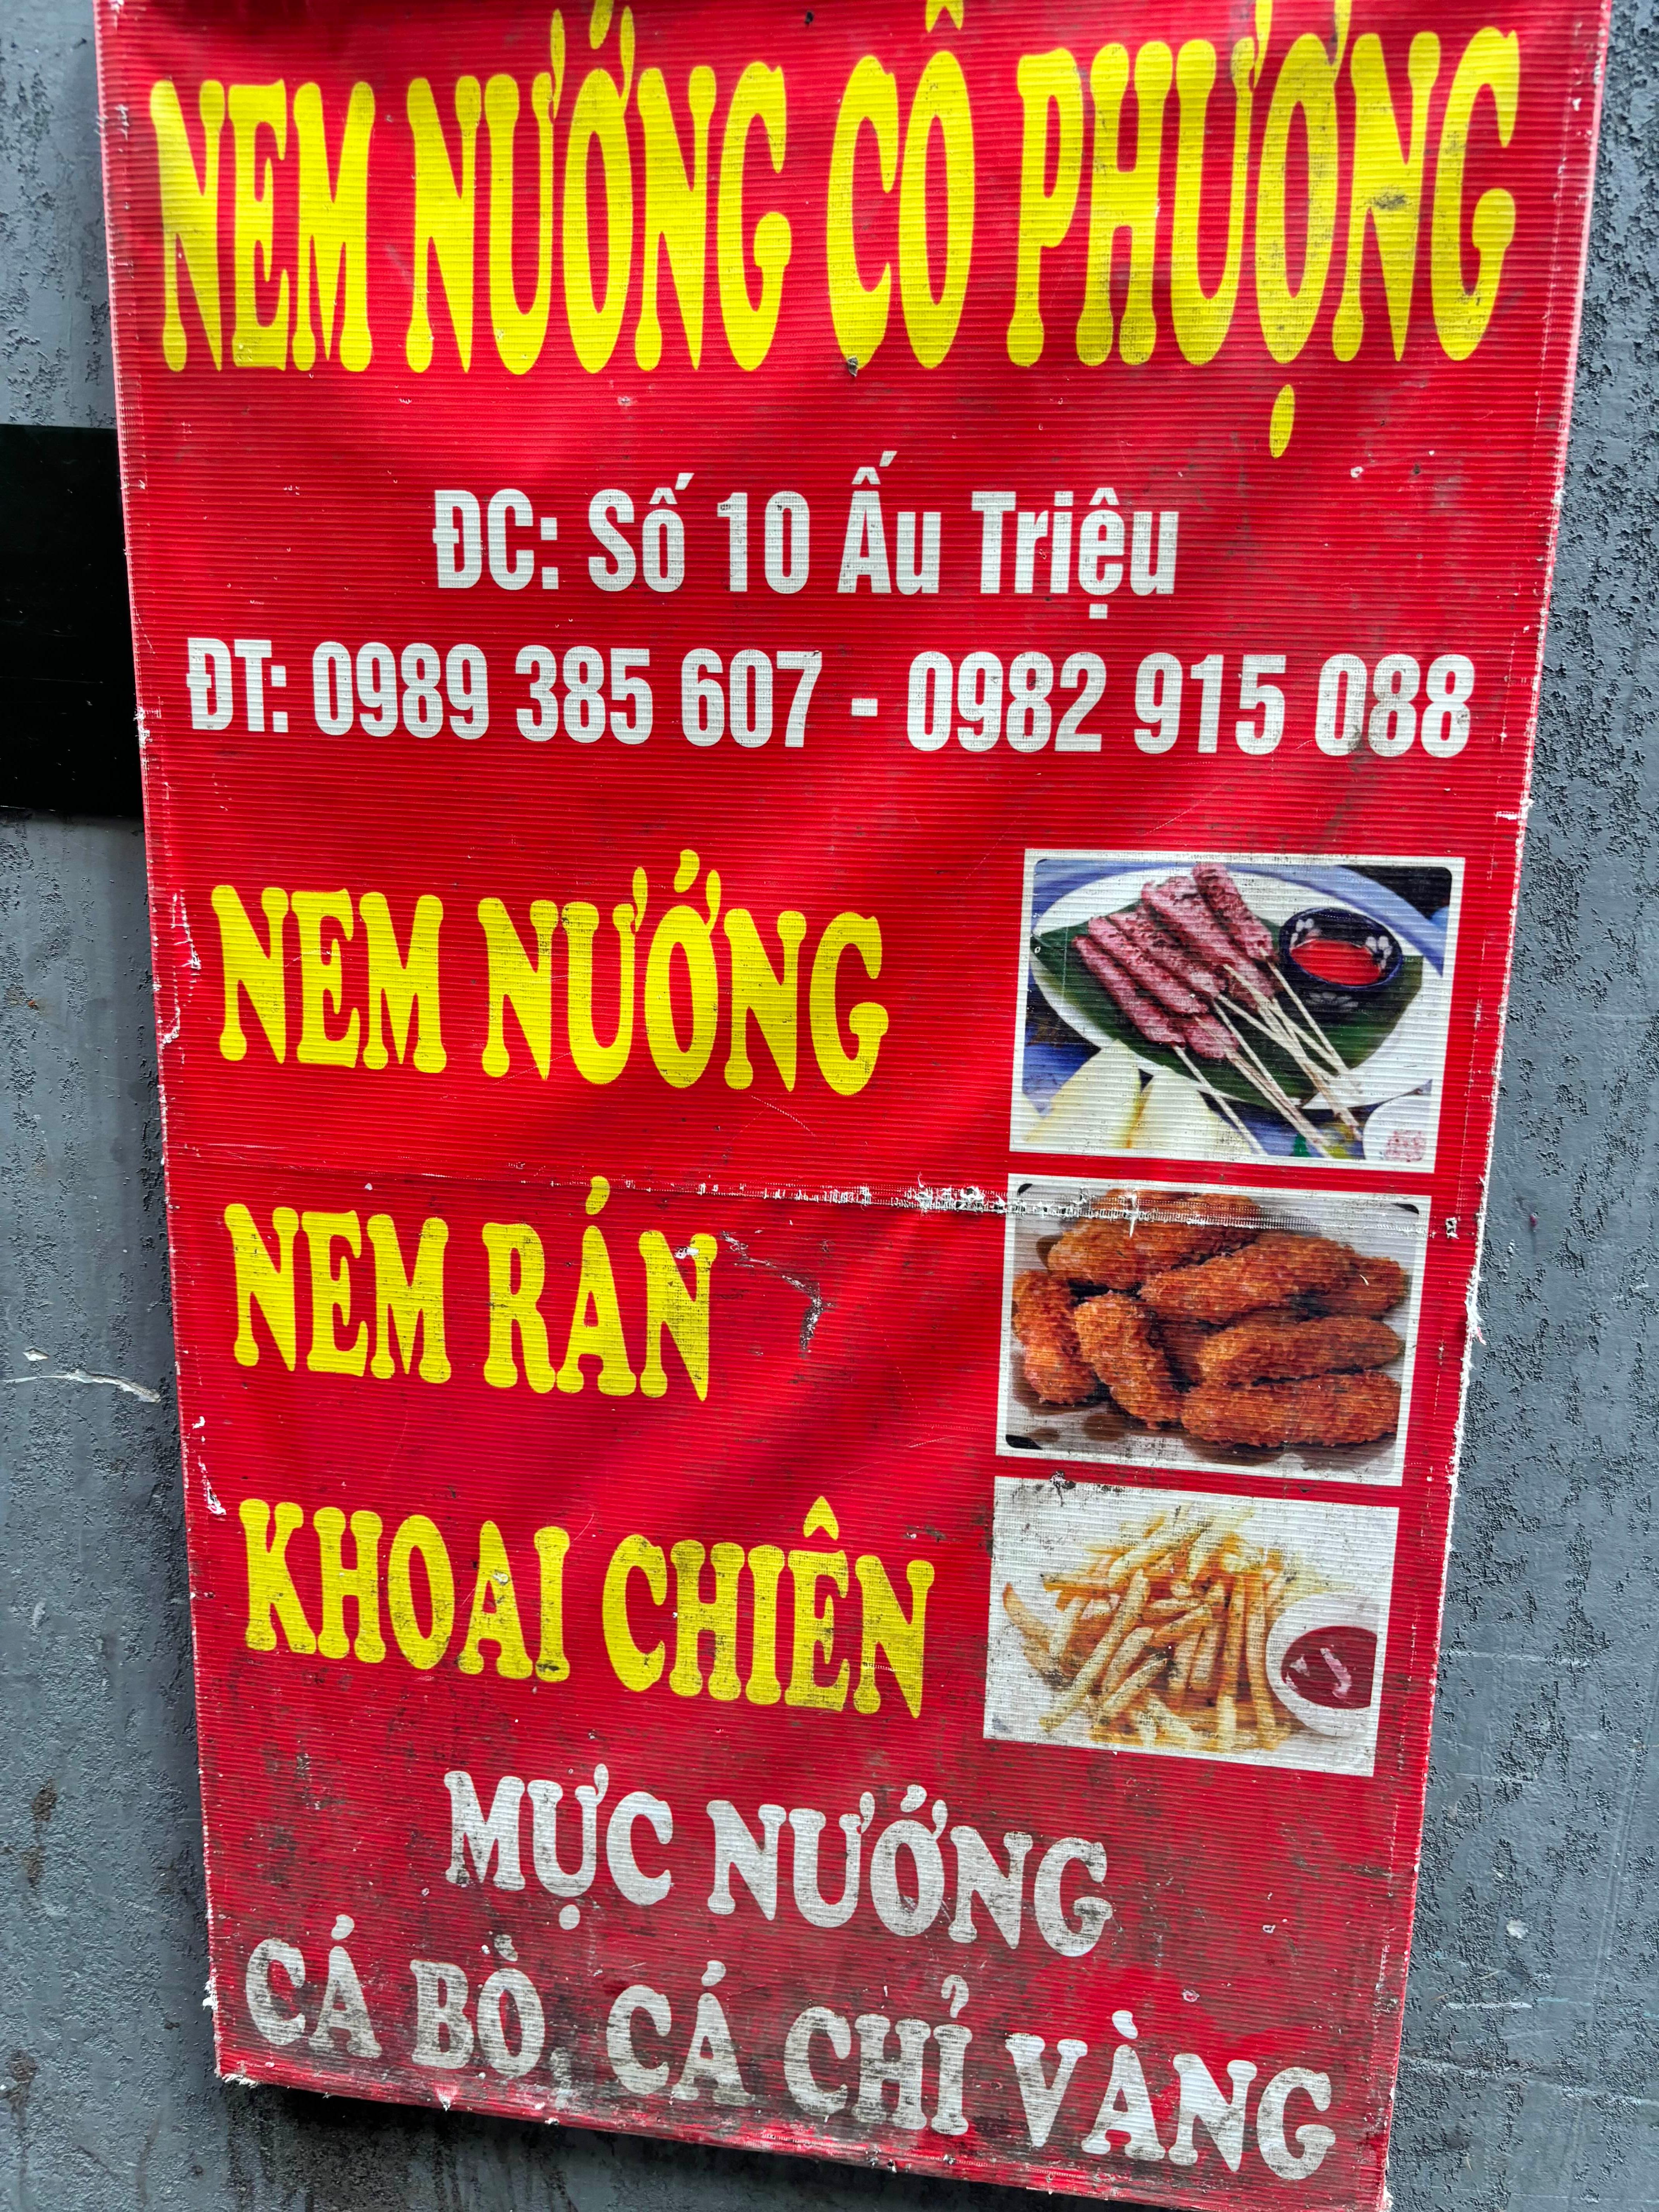 NEM NƯỚNG CÔ PHƯỢNG
ĐC: Số 10 Ấu Triệu
ĐT: 0989 385 607 - 0982 915 088
NEM NƯỚNG
NEM RÁN
KHOAI CHIÊN
MỰC NƯỚNG
CÁ BÒ, CÁ CHỈ VÀNG